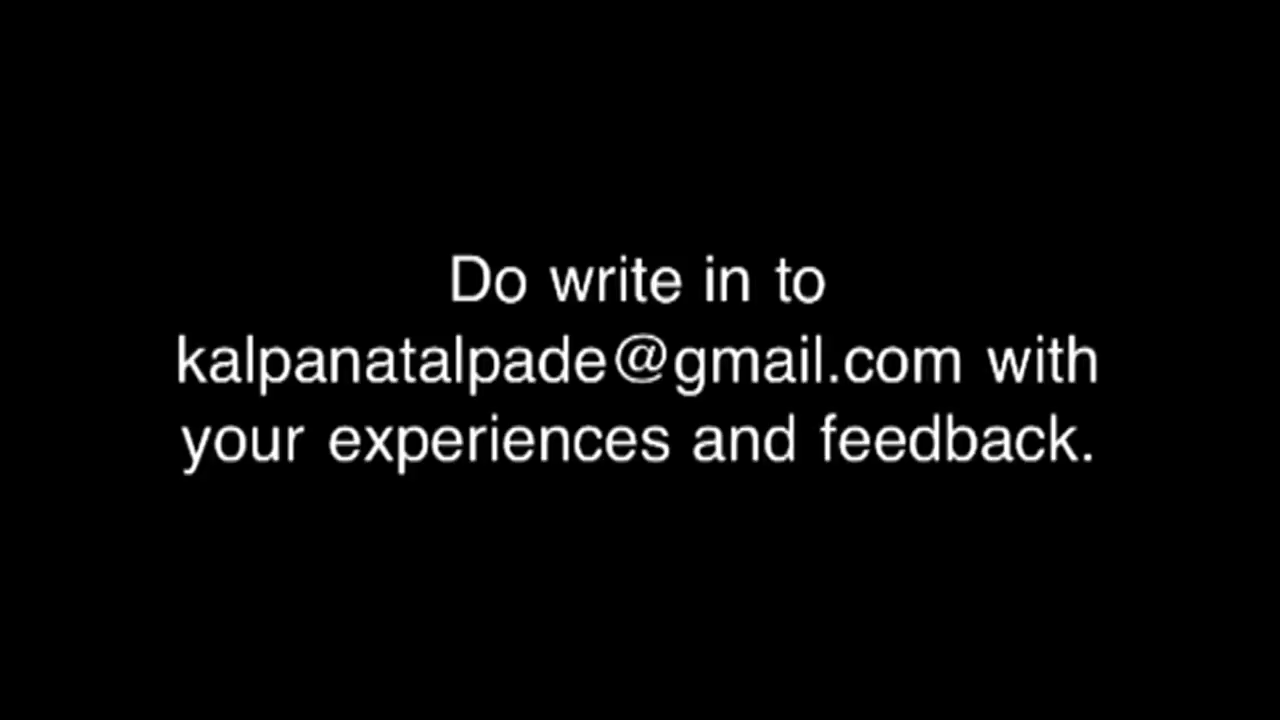 Do write in to
kalpanatalpade@gmail.com with
your experiences and feedback.